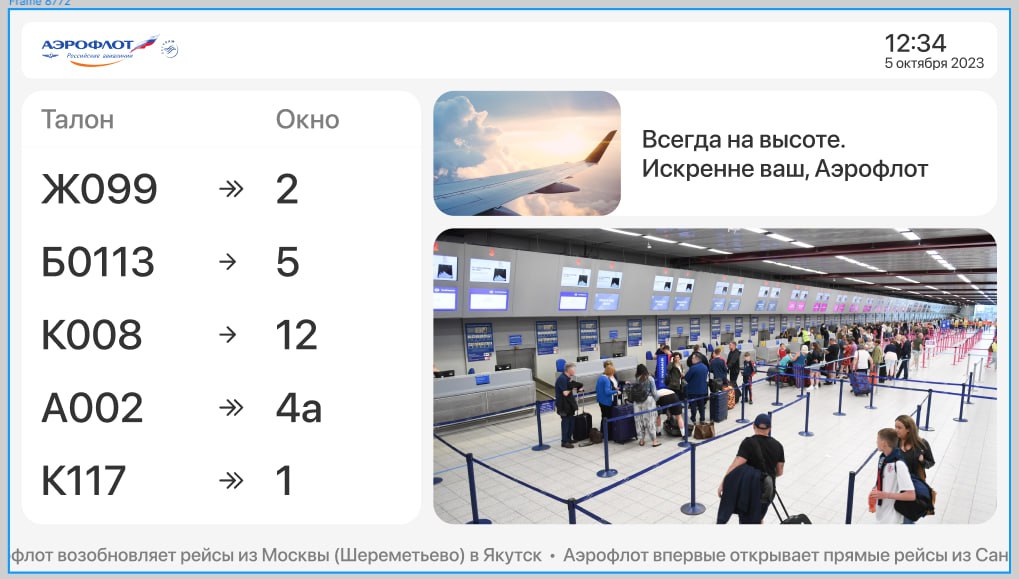 Frame 8772
АЭРОФЛОТ
Российские авиалинии
12:34
5 октября 2023
Талон Окно
Ж099 2
Б0113 5
К008 12
А002 4а
К117 1
Всегда на высоте.
Искренне ваш, Аэрофлот
флот возобновляет рейсы из Москвы (Шереметьево) в Якутск • Аэрофлот впервые открывает прямые рейсы из Сан